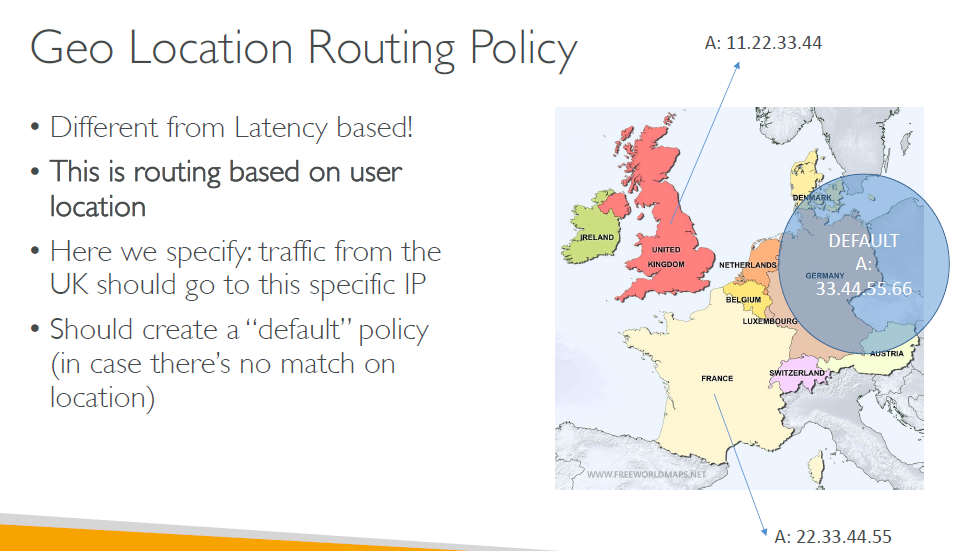 Geo Location Routing Policy
A: 11.22.33.44
• Different from Latency based!
• This is routing based on user
location
• Here we specify: traffic from the
UK should go to this specific IP
• Should create a “default” policy
(in case there’s no match on
location)
DENMARK
IRELAND
UNITED
KINGDOM
NETHERLANDS
DEFAULT
A:
33.44.55.66
GERMANY
BELGIUM
LUXEMBOURG
AUSTRIA
SWITZERLAND
FRANCE
WWW.FREEWORLDMAPS.NET
A: 22.33.44.55